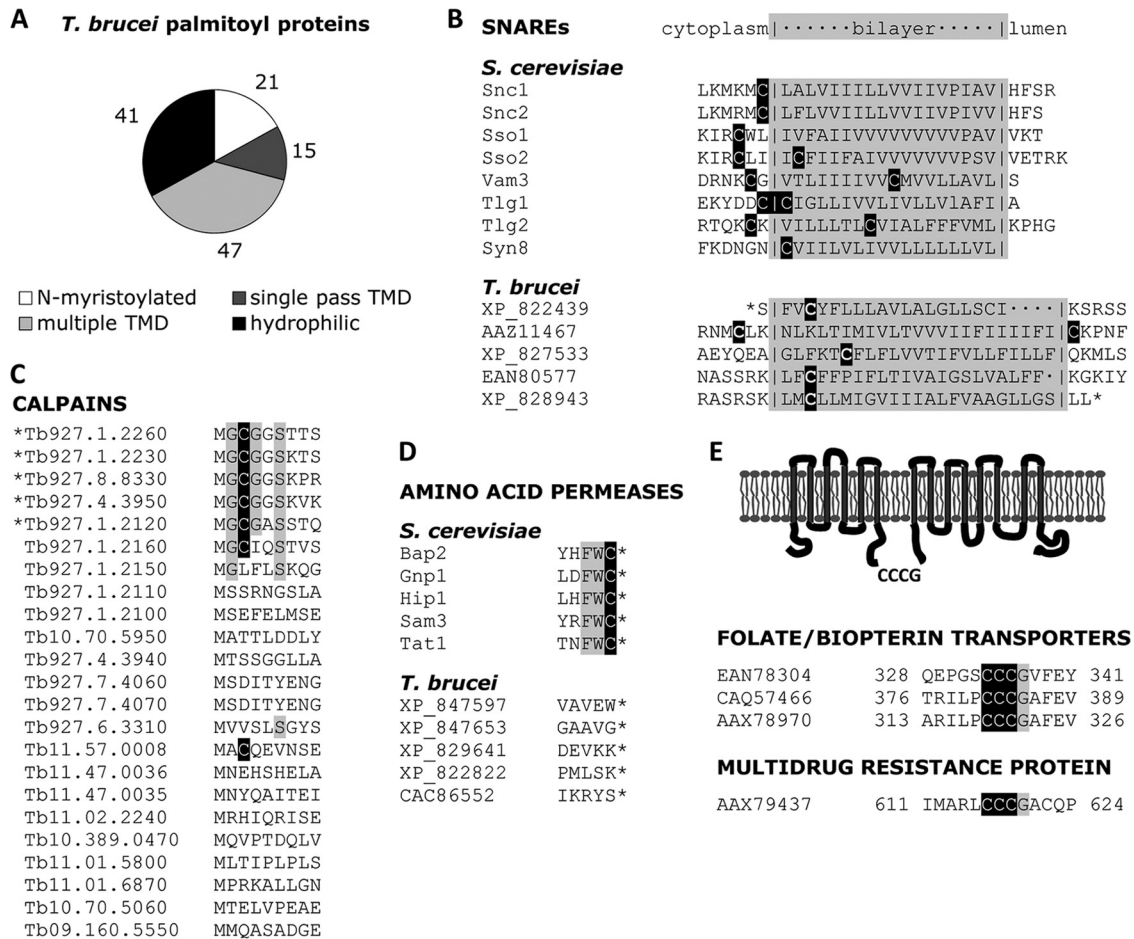 A T. brucei palmitoyl proteins
21
41
15
47
N-myristoylated single pass TMD
multiple TMD hydrophilic
B SNAREs cytoplasm|······bilayer·····|lumen
S. cerevisiae
Snc1 LKMKMC|LALVIIILLVVIIVPIAV|HFSR
Snc2 LKMRMC|LFLVVIILLVVIIVPIVV|HFS
Sso1 KIRCWL|IVFAIIVVVVVVVVVPAV|VKT
Sso2 KIRCLI|ICFIIFAIVVVVVVVPSV|VETRK
Vam3 DRNKCG|VTLIIIIVVCMVVLLAVL|S
Tlg1 EKYDDC|CIGLLIVVLIVLLVlAFI|A
Tlg2 RTQKCK|VILLLTLCVIALFFFVML|KPHG
Syn8 FKDNGN|CVIILVLIVVLLLLLLVL|
T. brucei
XP_822439 *S|FVCYFLLLAVLALGLLSCI····|KSRSS
AAZ11467 RNMCLK|NLKLTIMIVLTVVVIIFIIIIFI|CKPNF
XP_827533 AEYQEA|GLFKTCFLFLVVTIFVLLFILLF|QKMLS
EAN80577 NASSRK|LFCFFPIFLTIVAIGSLVALFF·|KGKIY
XP_828943 RASRSK|LMCLLMIGVIIIALFVAAGLLGS|LL*
C
CALPAINS
*Tb927.1.2260 MGCGGSTTS
*Tb927.1.2230 MGCGGSKTS
*Tb927.8.8330 MGCGGSKPR
*Tb927.4.3950 MGCGGSKVK
*Tb927.1.2120 MGCGASSTQ
Tb927.1.2160 MGCIQSTVS
Tb927.1.2150 MGLFLSKQG
Tb927.1.2110 MSSRNGSLA
Tb927.1.2100 MSEFELMSE
Tb10.70.5950 MATTLDDLY
Tb927.4.3940 MTSSGGLLA
Tb927.7.4060 MSDITYENG
Tb927.7.4070 MSDITYENG
Tb927.6.3310 MVVSLSGYS
Tb11.57.0008 MACQEVNSE
Tb11.47.0036 MNEHSHELA
Tb11.47.0035 MNYQAITEI
Tb11.02.2240 MRHIQRISE
Tb10.389.0470 MQVPTDQLV
Tb11.01.5800 MLTIPLPLS
Tb11.01.6870 MPRKALLGN
Tb10.70.5060 MTELVPEAE
Tb09.160.5550 MMQASADGE
D
AMINO ACID PERMEASES
S. cerevisiae
Bap2 YHFWC*
Gnp1 LDFWC*
Hip1 LHFWC*
Sam3 YRFWC*
Tat1 TNFWC*
T. brucei
XP_847597 VAVEW*
XP_847653 GAAVG*
XP_829641 DEVKK*
XP_822822 PMLSK*
CAC86552 IKRYS*
E
CCCG
FOLATE/BIOPTERIN TRANSPORTERS
EAN78304 328 QEPGSCCCGVFEY 341
CAQ57466 376 TRILPCCCGAFEV 389
AAX78970 313 ARILPCCCGAFEV 326
MULTIDRUG RESISTANCE PROTEIN
AAX79437 611 IMARLCCCGACQP 624